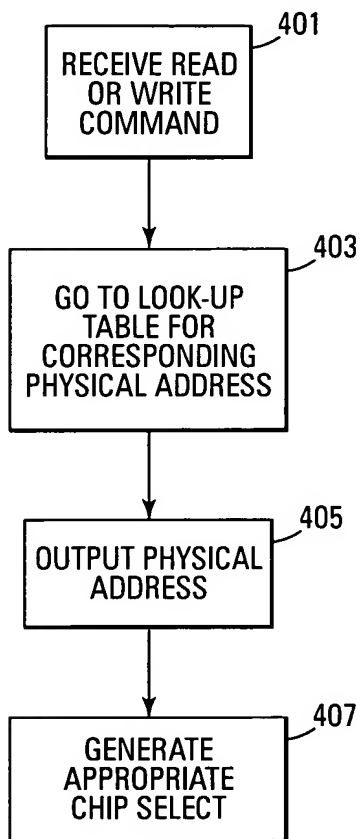 401
RECEIVE READ
OR WRITE
COMMAND
403
GO TO LOOK-UP
TABLE FOR
CORRESPONDING
PHYSICAL ADDRESS
405
OUTPUT PHYSICAL
ADDRESS
407
GENERATE
APPROPRIATE
CHIP SELECT